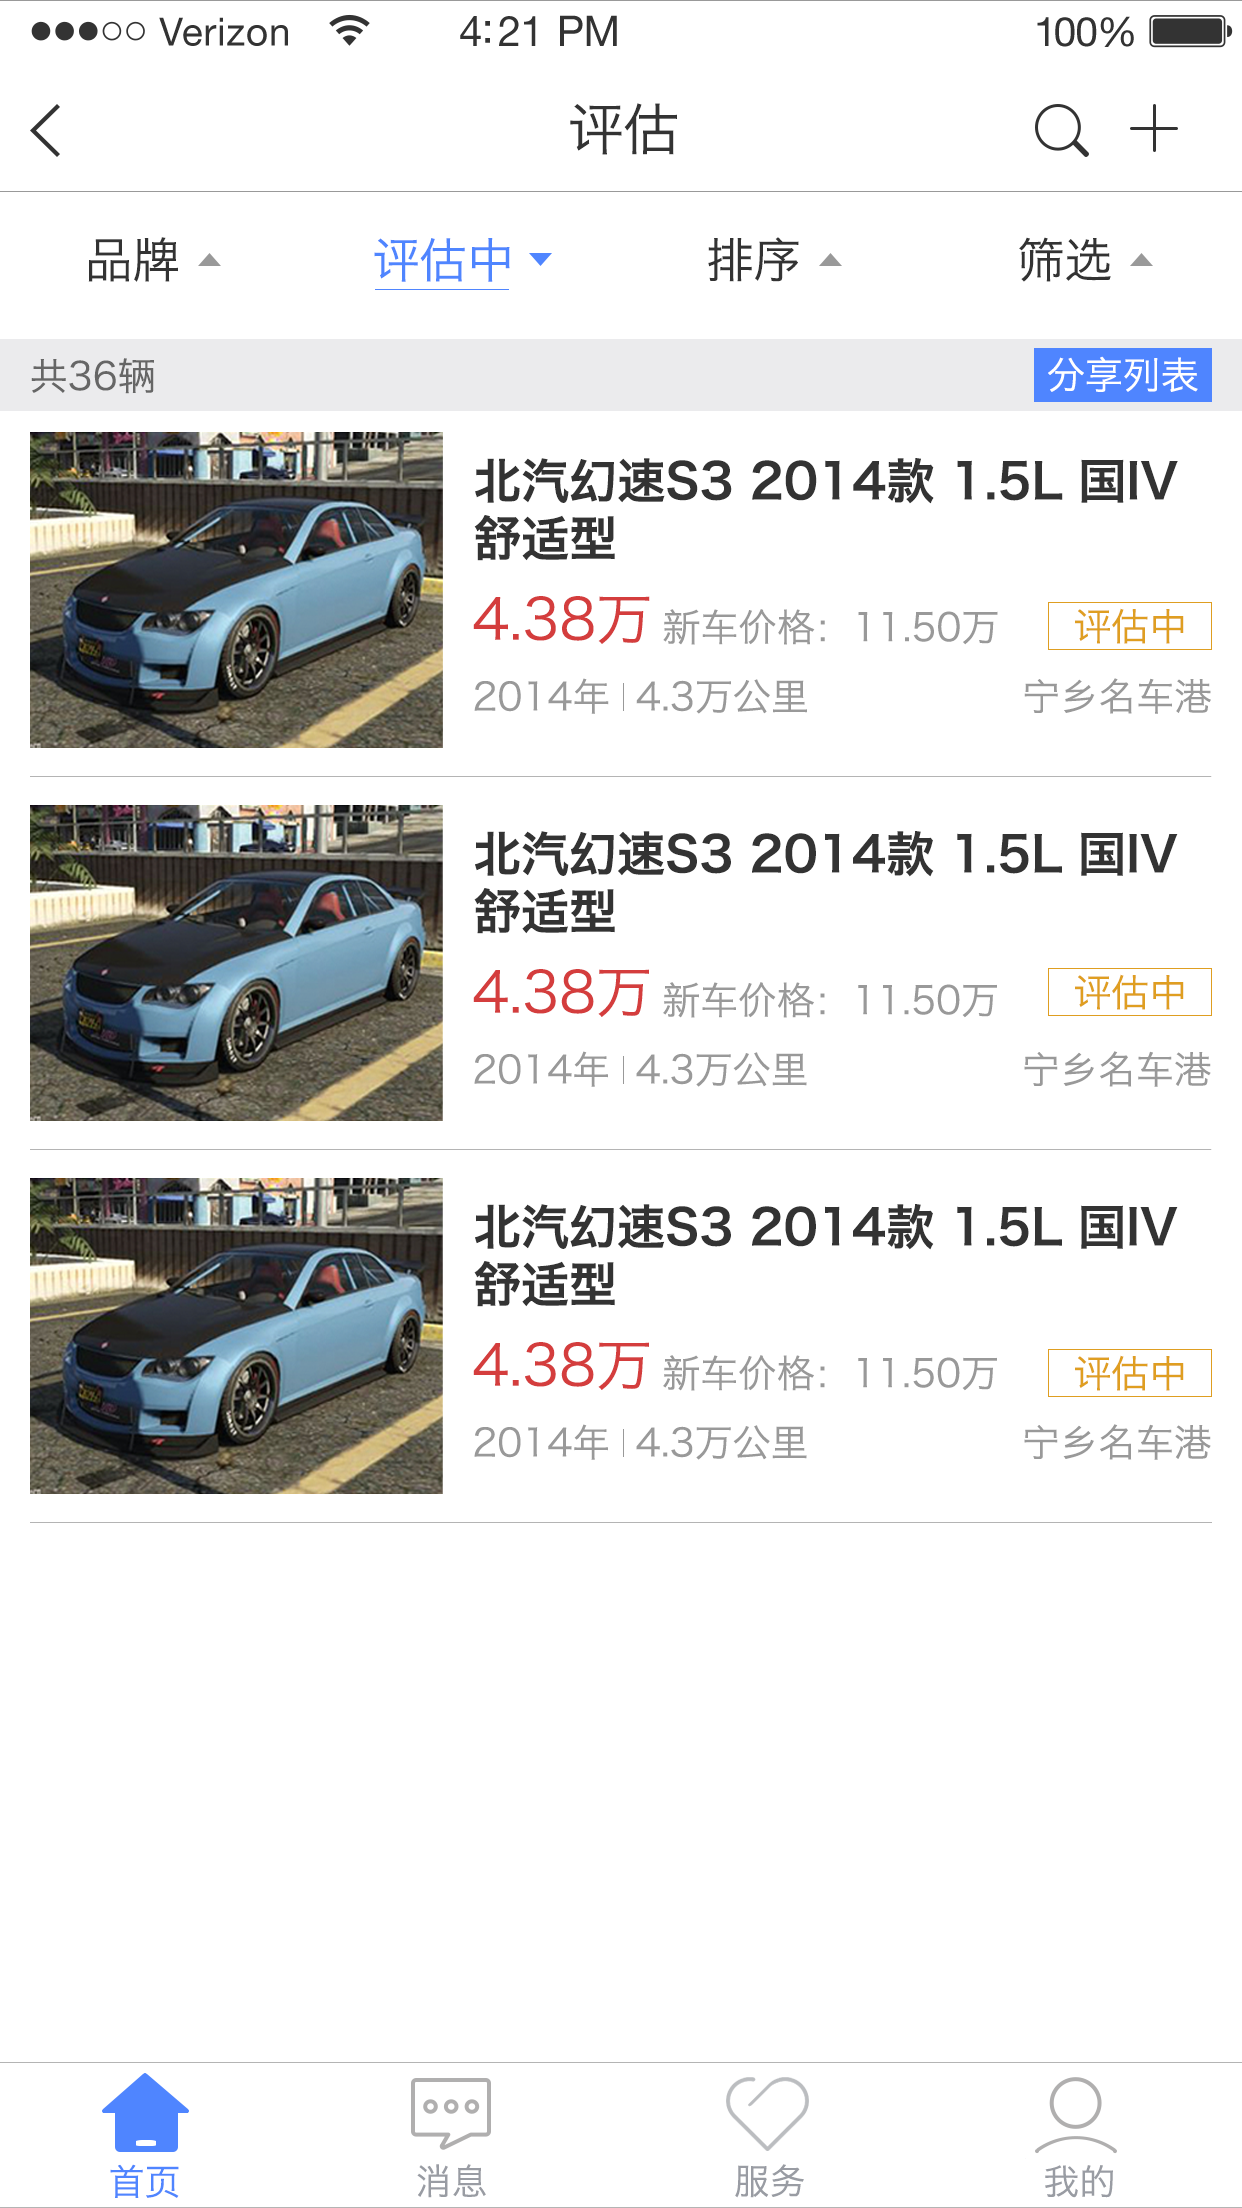 Verizon 4:21 PM 100%
评估
品牌 评估中 排序 筛选
共36辆 分享列表
北汽幻速S3 2014款 1.5L 国IV
舒适型
4.38万 新车价格：11.50万 评估中
2014年 4.3万公里 宁乡名车港
北汽幻速S3 2014款 1.5L 国IV
舒适型
4.38万 新车价格：11.50万 评估中
2014年 4.3万公里 宁乡名车港
北汽幻速S3 2014款 1.5L 国IV
舒适型
4.38万 新车价格：11.50万 评估中
2014年 4.3万公里 宁乡名车港
首页 消息 服务 我的